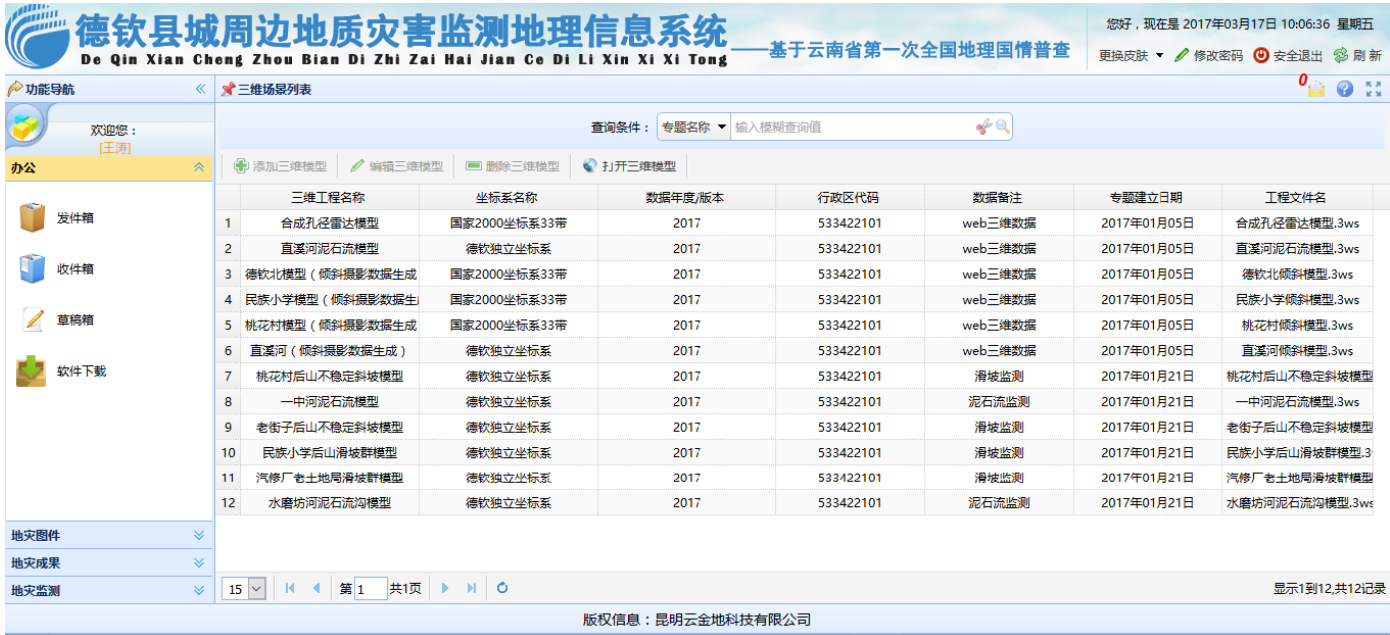 德钦县城周边地质灾害监测地理信息系统
De Qin Xian Cheng Zhou Bian Di Zhi Zai Hai Jian Ce Di Li Xin Xi Xi Tong
——基于云南省第一次全国地理国情普查
您好，现在是 2017年03月17日 10:06:36 星期五
更换皮肤 修改密码 安全退出 刷 新
功能导航
三维场景列表
0
欢迎您：
[王涛]
查询条件： 专题名称 输入模糊查询值
办公
添加三维模型 编辑三维模型 删除三维模型 打开三维模型
发件箱
收件箱
草稿箱
软件下载
三维工程名称 坐标系名称 数据年度/版本 行政区代码 数据备注 专题建立日期 工程文件名
1 合成孔径雷达模型 国家2000坐标系33带 2017 533422101 web三维数据 2017年01月05日 合成孔径雷达模型.3ws
2 直溪河泥石流模型 德钦独立坐标系 2017 533422101 web三维数据 2017年01月05日 直溪河泥石流模型.3ws
3 德钦北模型（倾斜摄影数据生成 国家2000坐标系33带 2017 533422101 web三维数据 2017年01月05日 德钦北倾斜模型.3ws
4 民族小学模型（倾斜摄影数据生 国家2000坐标系33带 2017 533422101 web三维数据 2017年01月05日 民族小学倾斜模型.3ws
5 桃花村模型（倾斜摄影数据生成 国家2000坐标系33带 2017 533422101 web三维数据 2017年01月05日 桃花村倾斜模型.3ws
6 直溪河（倾斜摄影数据生成） 德钦独立坐标系 2017 533422101 web三维数据 2017年01月05日 直溪河倾斜模型.3ws
7 桃花村后山不稳定斜坡模型 德钦独立坐标系 2017 533422101 滑坡监测 2017年01月21日 桃花村后山不稳定斜坡模型
8 一中河泥石流模型 德钦独立坐标系 2017 533422101 泥石流监测 2017年01月21日 一中河泥石流模型.3ws
9 老街子后山不稳定斜坡模型 德钦独立坐标系 2017 533422101 滑坡监测 2017年01月21日 老街子后山不稳定斜坡模型
10 民族小学后山滑坡群模型 德钦独立坐标系 2017 533422101 滑坡监测 2017年01月21日 民族小学后山滑坡群模型.3
11 汽修厂老土地局滑坡群模型 德钦独立坐标系 2017 533422101 滑坡监测 2017年01月21日 汽修厂老土地局滑坡群模型
12 水磨坊河泥石流沟模型 德钦独立坐标系 2017 533422101 泥石流监测 2017年01月21日 水磨坊河泥石流沟模型.3ws
地灾图件
地灾成果
地灾监测
15 第 1 共1页
显示1到12,共12记录
版权信息：昆明云金地科技有限公司